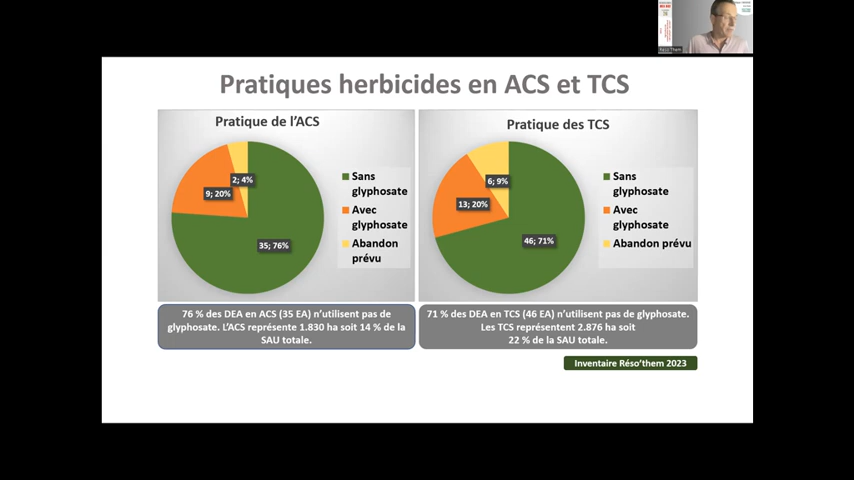 Pratiques herbicides en ACS et TCS
Pratique de l'ACS
2; 4%
9; 20%
35; 76%
Sans
glyphosate
Avec
glyphosate
Abandon
prévu
Pratique des TCS
6; 9%
13; 20%
46; 71%
Sans
glyphosate
Avec
glyphosate
Abandon prévu
76 % des DEA en ACS (35 EA) n'utilisent pas de
glyphosate. L'ACS représente 1.830 ha soit 14 % de la
SAU totale.
71 % des DEA en TCS (46 EA) n'utilisent pas de glyphosate.
Les TCS représentent 2.876 ha soit
22 % de la SAU totale.
Inventaire Réso'them 2023